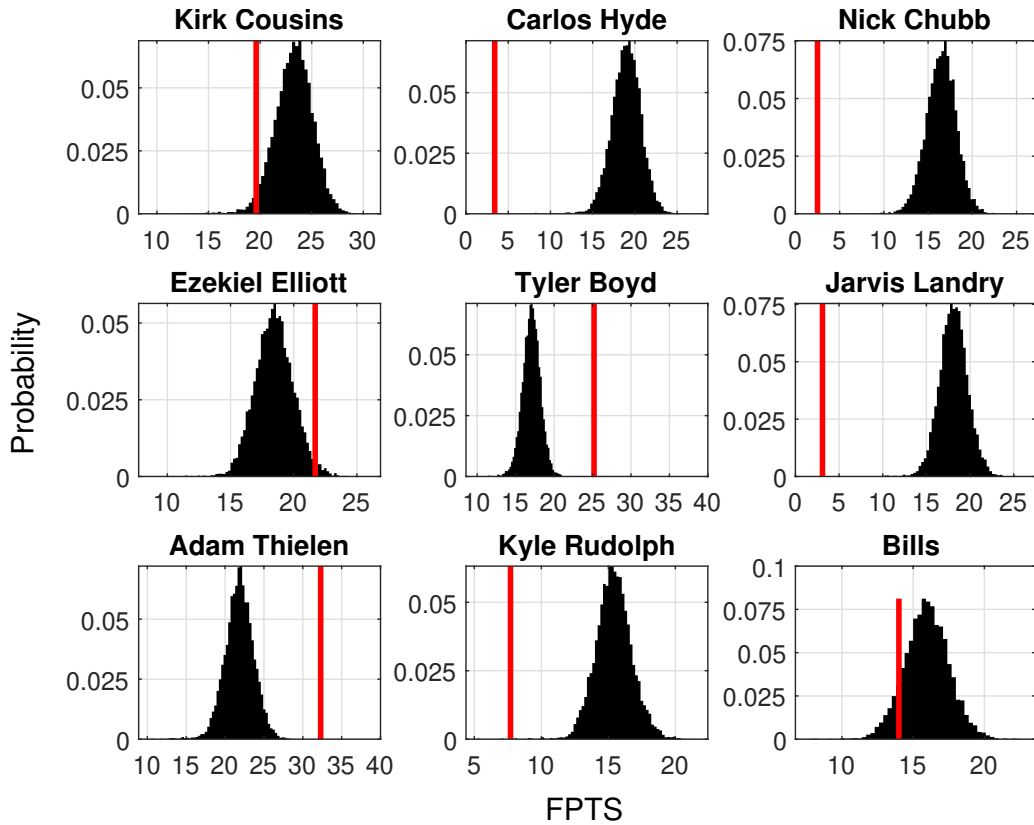 Kirk Cousins
0.05
0.025
0
10 15 20 25 30
Carlos Hyde
0.05
0.025
0
0 5 10 15 20 25
Nick Chubb
0.075
0.05
0.025
0
0 5 10 15 20 25
Probability
Ezekiel Elliott
0.05
0.025
0
10 15 20 25
Tyler Boyd
0.05
0.025
0
10 15 20 25 30 35 40
Jarvis Landry
0.075
0.05
0.025
0
0 5 10 15 20 25
Adam Thielen
0.05
0.025
0
10 15 20 25 30 35 40
Kyle Rudolph
0.05
0.025
0
5 10 15 20
Bills
0.1
0.075
0.05
0.025
0
10 15 20
FPTS